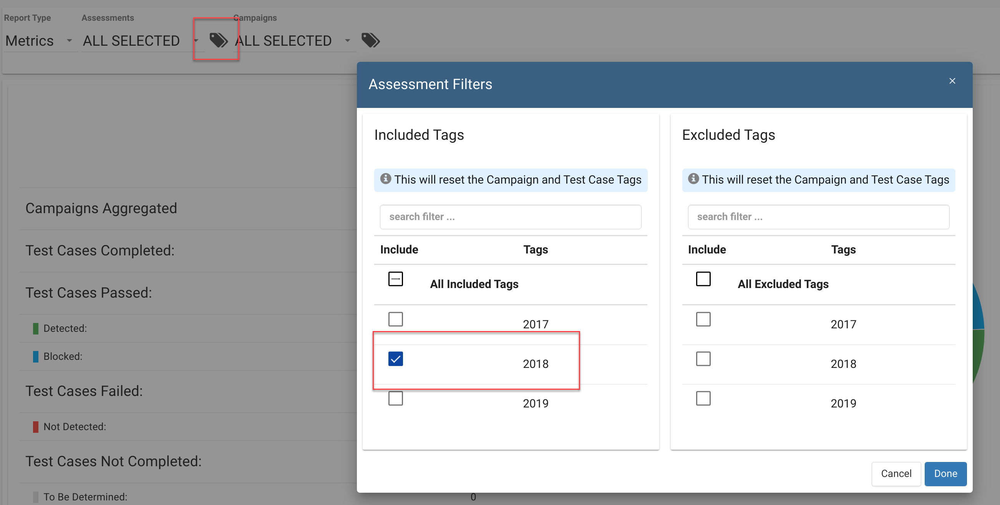 Report Type
Assessments
Campaigns
Metrics
ALL SELECTED
ALL SELECTED
Assessment Filters
×
Included Tags
This will reset the Campaign and Test Case Tags
search filter ...
Include Tags
All Included Tags
2017
2018
2019
Excluded Tags
This will reset the Campaign and Test Case Tags
search filter ...
Include Tags
All Excluded Tags
2017
2018
2019
Cancel
Done
Campaigns Aggregated
Test Cases Completed:
Test Cases Passed:
Detected:
Blocked:
Test Cases Failed:
Not Detected:
Test Cases Not Completed:
To Be Determined: 0